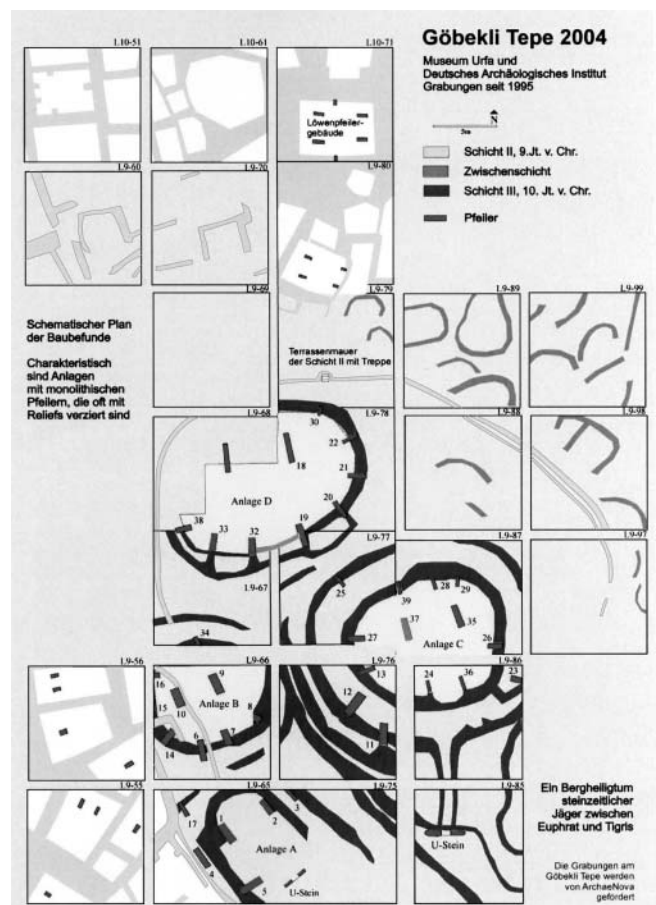 L10-51
L10-61
L10-71
Göbekli Tepe 2004
Museum Urfa und
Deutsches Archäologisches Institut
Grabungen seit 1995
N
5m
Löwenpfeiler-
gebäude
Schicht II, 9.Jt. v. Chr.
Zwischenschicht
Schicht III, 10. Jt. v. Chr.
Pfeiler
L9-60
L9-70
L9-80
L9-69
L9-79
L9-89
L9-99
Schematischer Plan
der Baubefunde
Charakteristisch
sind Anlagen
mit monolithischen
Pfeilern, die oft mit
Reliefs verziert sind
Terrassenmauer
der Schicht II mit Treppe
L9-68
L9-78
L9-88
L9-98
30
22
18
21
Anlage D
20
38
33
32
19
L9-67
L9-77
L9-87
L9-97
25
39
28
29
37
35
34
27
Anlage C
26
L9-56
L9-66
L9-76
L9-86
16
9
13
24
36
23
Anlage B
10
12
15
8
14
6
7
11
L9-55
L9-65
L9-75
L9-85
17
1
2
3
Anlage A
4
5
U-Stein
U-Stein
Ein Bergheiligtum
steinzeitlicher
Jäger zwischen
Euphrat und Tigris
Die Grabungen am
Göbekli Tepe werden
von ArchaeNova
gefördert